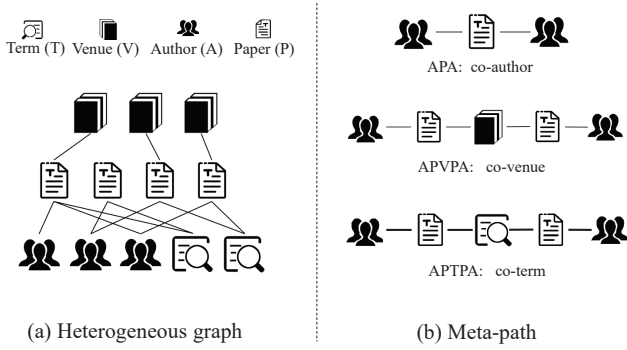 Term (T) Venue (V) Author (A) Paper (P)
(a) Heterogeneous graph
APA: co-author
APVPA: co-venue
APTPA: co-term
(b) Meta-path